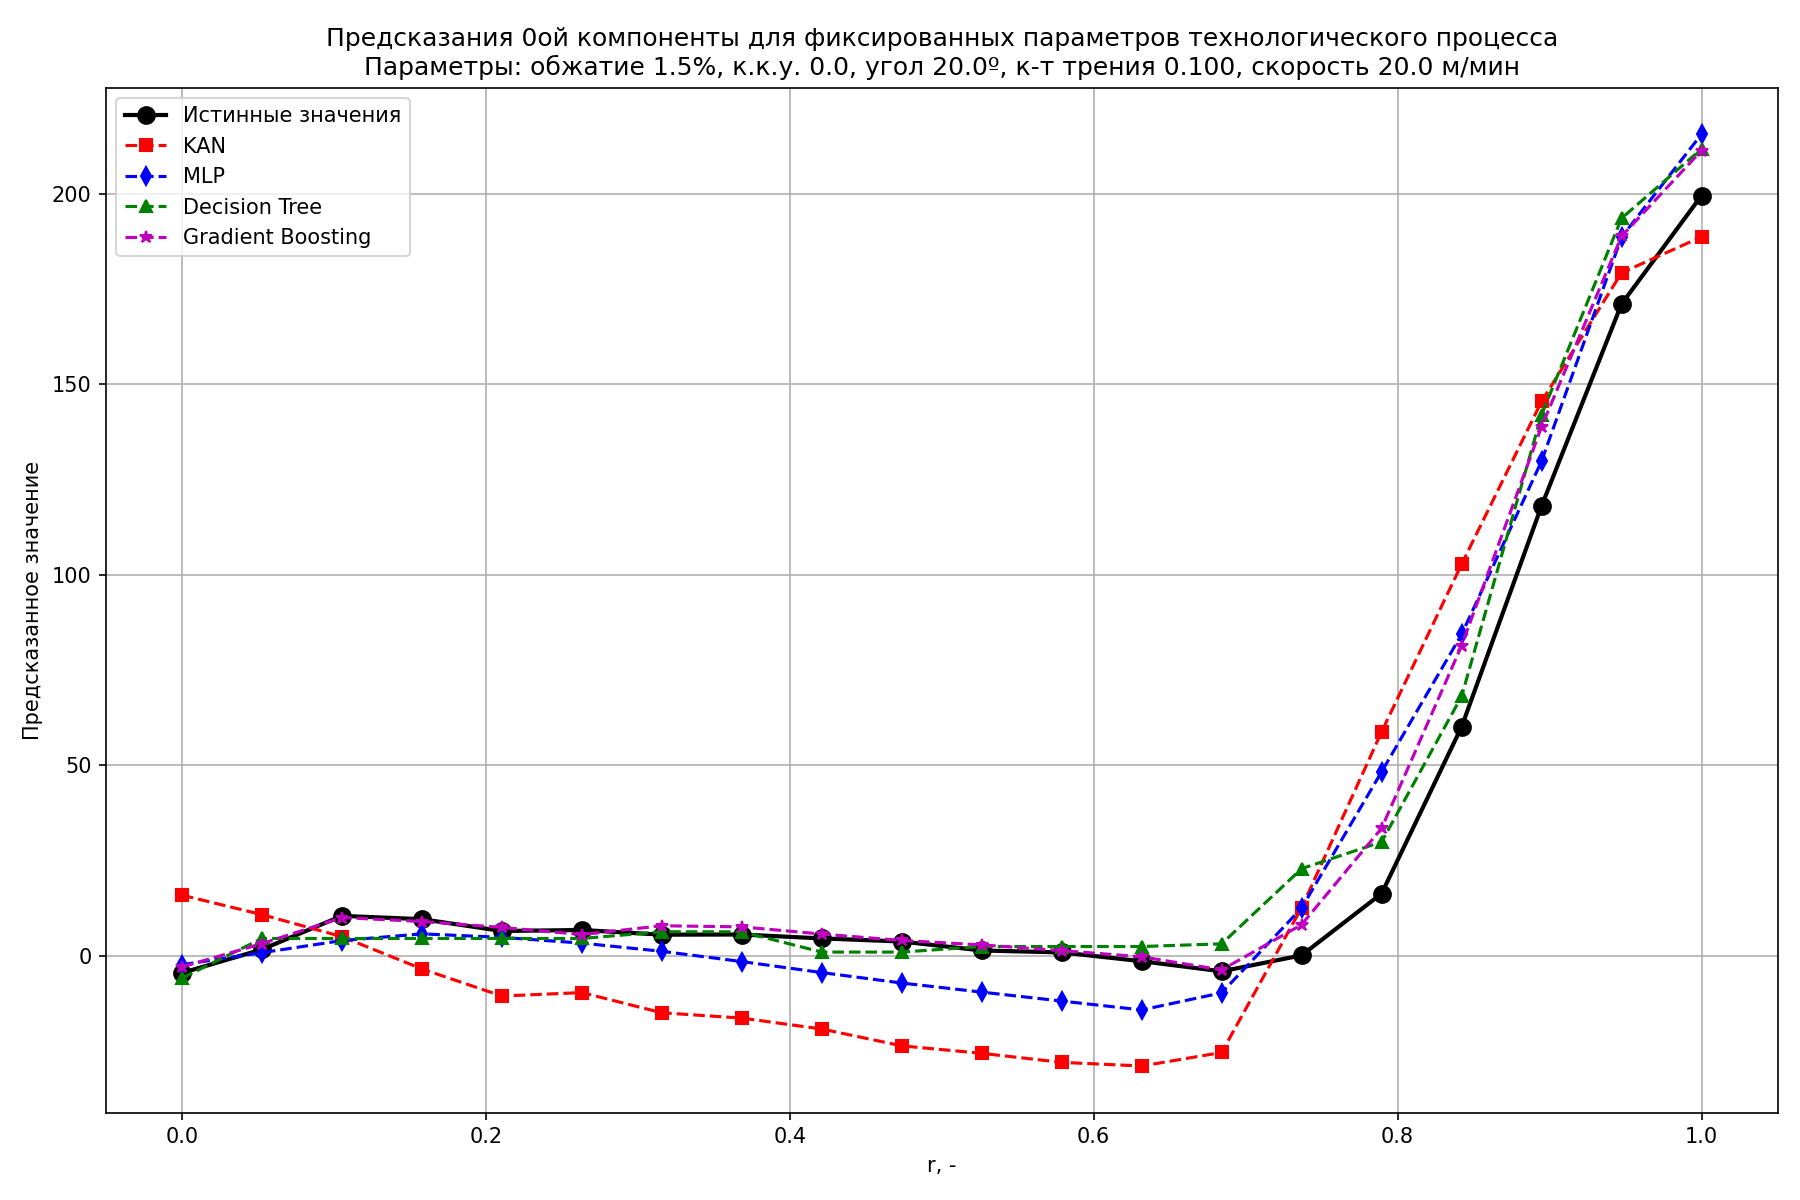 Предсказания 0ой компоненты для фиксированных параметров технологического процесса
Параметры: обжатие 1.5%, к.к.у. 0.0, угол 20.0º, к-т трения 0.100, скорость 20.0 м/мин
Истинные значения
KAN
MLP
Decision Tree
Gradient Boosting
Предсказанное значение
200
150
100
50
0
0.0
0.2
0.4
0.6
0.8
1.0
r, -